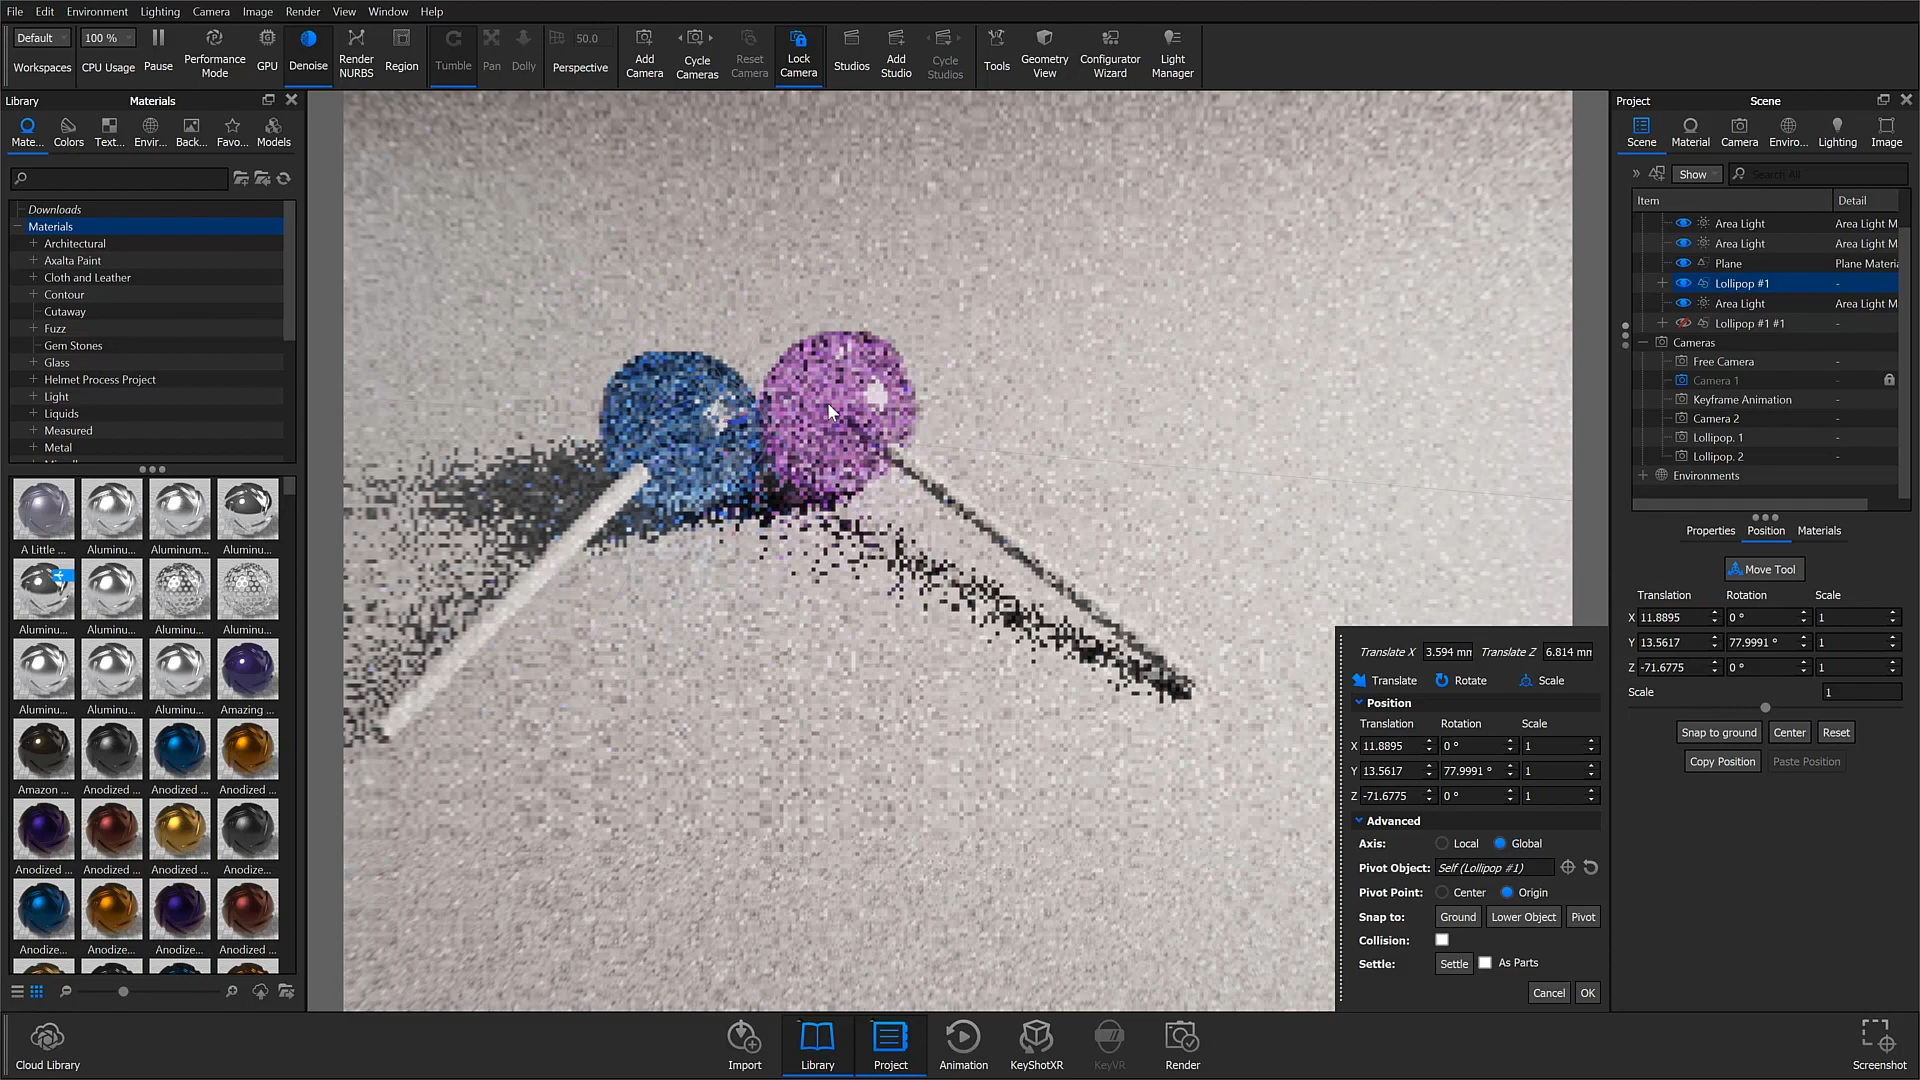 File Edit Environment Lighting Camera Image Render View Window Help
Default 100 % 50.0
Workspaces CPU Usage Pause Performance Mode GPU Denoise Render NURBS Region Tumble Pan Dolly Perspective Add Camera Cycle Cameras Reset Camera Lock Camera Studios Add Studio Cycle Studios Tools Geometry View Configurator Wizard Light Manager
Library Materials
Mate... Colors Text... Envir... Back... Favo... Models
Downloads
Materials
Architectural
Axalta Paint
Cloth and Leather
Contour
Cutaway
Fuzz
Gem Stones
Glass
Helmet Process Project
Light
Liquids
Measured
Metal
A Little ... Aluminu... Aluminum... Aluminu...
Aluminu... Aluminu... Aluminu... Aluminu...
Aluminu... Aluminu... Aluminu... Amazing ...
Amazon ... Anodized ... Anodized ... Anodized ...
Anodized ... Anodized ... Anodized ... Anodize...
Anodize... Anodize... Anodize... Anodized ...
Project Scene
Scene Material Camera Enviro... Lighting Image
Show Search All
Item Detail
Area Light Area Light M
Area Light Area Light M
Plane Plane Materia
Lollipop #1 -
Area Light Area Light M
Lollipop #1 #1 -
Cameras
Free Camera -
Camera 1 -
Keyframe Animation -
Camera 2 -
Lollipop. 1 -
Lollipop. 2 -
Environments
Properties Position Materials
Move Tool
Translation Rotation Scale
X 11.8895 0 ° 1
Y 13.5617 77.9991 ° 1
Z -71.6775 0 ° 1
Scale 1
Snap to ground Center Reset
Copy Position Paste Position
Translate X 3.594 mm Translate Z 6.814 mm
Translate Rotate Scale
Position
Translation Rotation Scale
X 11.8895 0 ° 1
Y 13.5617 77.9991 ° 1
Z -71.6775 0 ° 1
Advanced
Axis: Local Global
Pivot Object: Self (Lollipop #1)
Pivot Point: Center Origin
Snap to: Ground Lower Object Pivot
Collision:
Settle: Settle As Parts
Cancel OK
Cloud Library Import Library Project Animation KeyShotXR KeyVR Render Screenshot